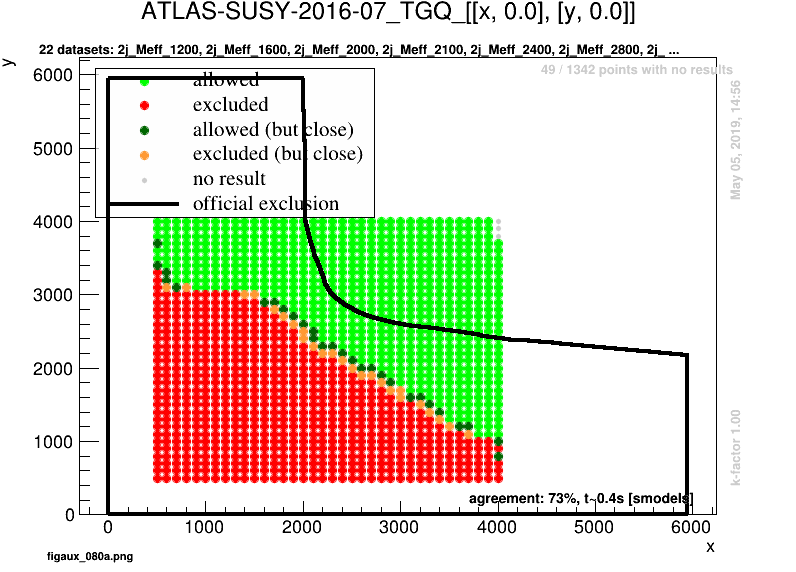 ATLAS-SUSY-2016-07_TGQ_[[x, 0.0], [y, 0.0]]
22 datasets: 2j_Meff_1200, 2j_Meff_1600, 2j_Meff_2000, 2j_Meff_2100, 2j_Meff_2400, 2j_Meff_2800, 2j_ ...
y
49 / 1342 points with no results
6000
5000
4000
3000
2000
1000
0
allowed
excluded
allowed (but close)
excluded (but close)
no result
official exclusion
May 05, 2019, 14:56
k-factor 1.00
agreement: 73%, t~0.4s [smodels]
0 1000 2000 3000 4000 5000 6000
x
figaux_080a.png